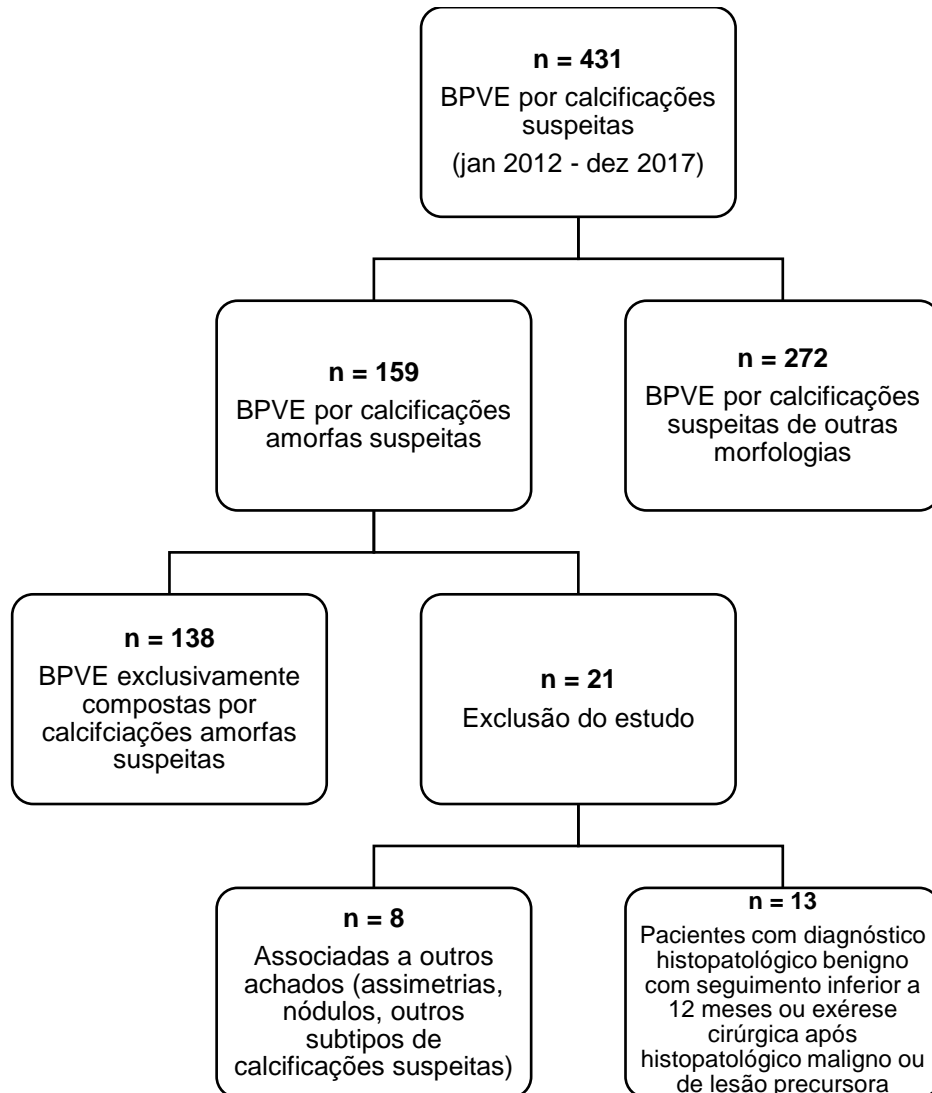 n = 431
BPVE por calcificações
suspeitas
(jan 2012 - dez 2017)
n = 159
BPVE por calcificações
amorfas suspeitas
n = 272
BPVE por calcificações
suspeitas de outras
morfologias
n = 138
BPVE exclusivamente
compostas por
calcifciações amorfas
suspeitas
n = 21
Exclusão do estudo
n = 8
Associadas a outros
achados (assimetrias,
nódulos, outros
subtipos de
calcificações suspeitas)
n = 13
Pacientes com diagnóstico
histopatológico benigno
com seguimento inferior a
12 meses ou exérese
cirúrgica após
histopatológico maligno ou
de lesão precursora